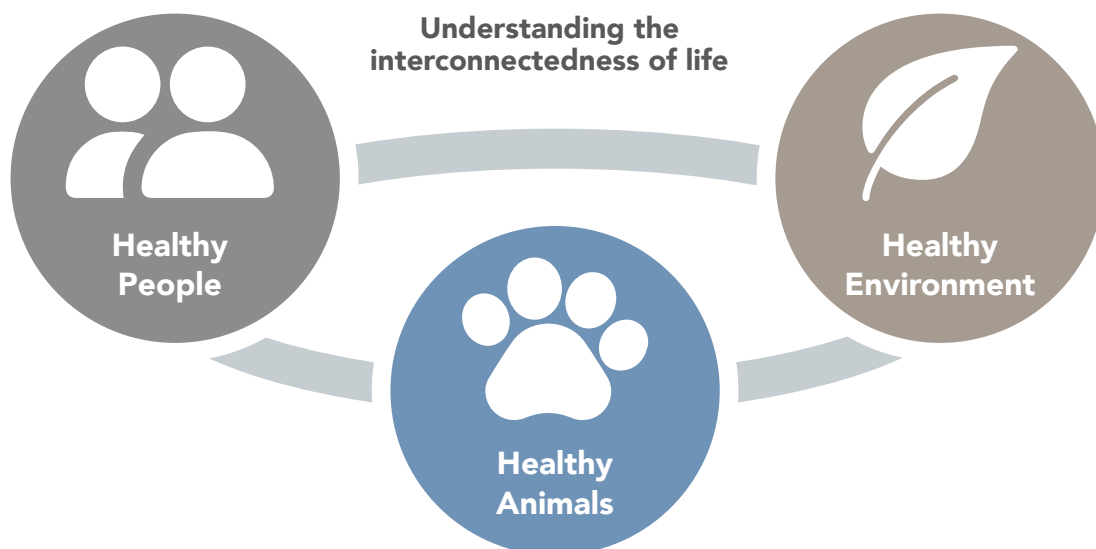 Understanding the
interconnectedness of life
Healthy
People
Healthy
Environment
Healthy
Animals